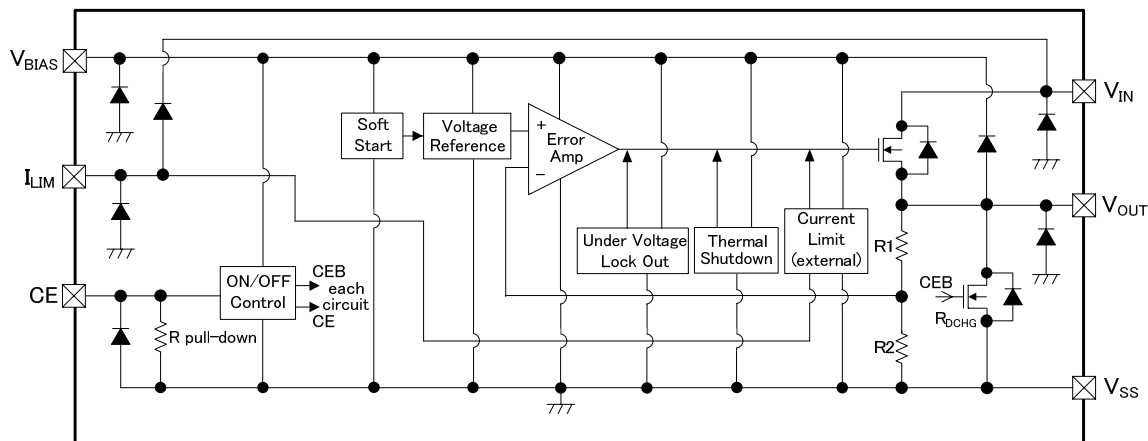 VBIAS
VIN
Soft
Start
Voltage
Reference
+
Error
Amp
−
ILIM
VOUT
Under Voltage
Lock Out
Thermal
Shutdown
Current
Limit
(external)
R1
CE
ON/OFF
Control
CEB
each
circuit
CE
CEB
RDCHG
R pull-down
R2
VSS